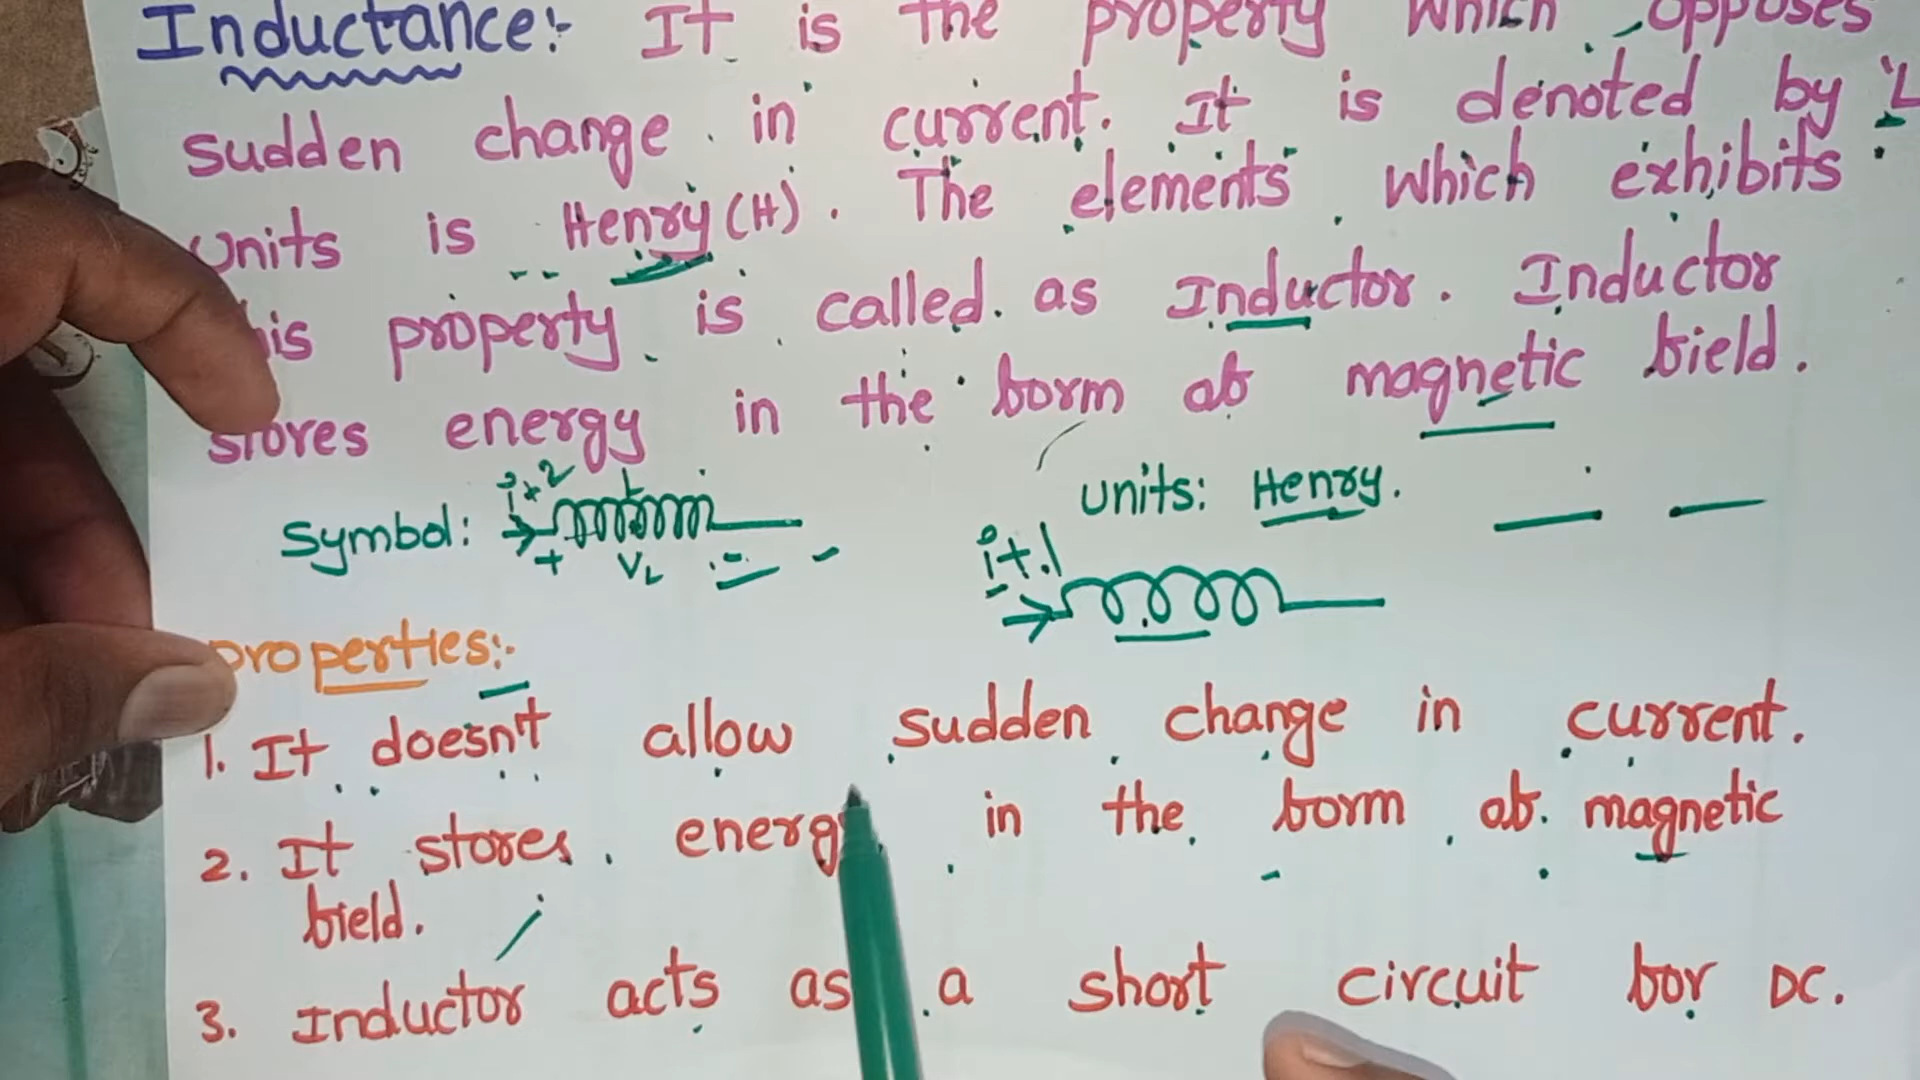 Inductance:- It is the property which opposes
sudden change in current. It is denoted by 'L
Units is Henry (H). The elements which exhibits
his property is called as Inductor. Inductor
stores energy in the form of magnetic field.
Symbol: L + VL -
units: Henry.
properties:-
1. It doesn't allow sudden change in current.
2. It stores energy in the form of magnetic
field.
3. Inductor acts as a short circuit for DC.